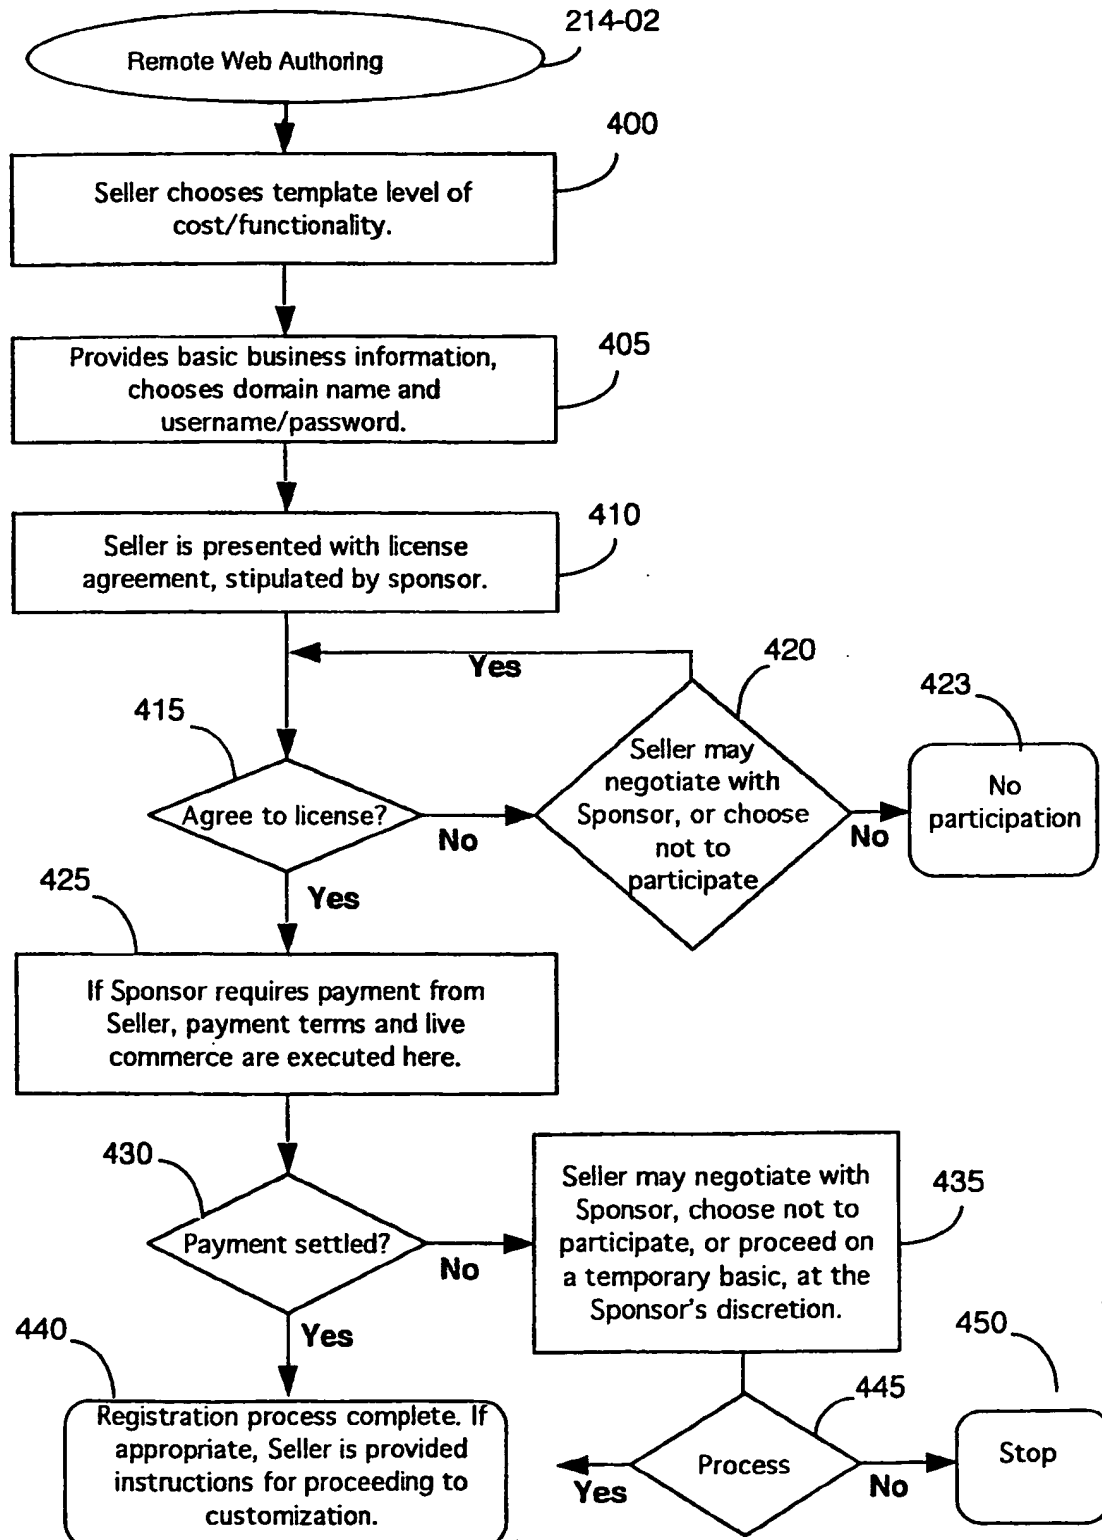 214-02
Remote Web Authoring
400
Seller chooses template level of
cost/functionality.
405
Provides basic business information,
chooses domain name and
username/password.
410
Seller is presented with license
agreement, stipulated by sponsor.
Yes
420
423
415
Seller may
negotiate with
Sponsor, or choose
not to
participate
No
participation
Agree to license?
No
No
425
Yes
If Sponsor requires payment from
Seller, payment terms and live
commerce are executed here.
430
Payment settled?
No
Seller may negotiate with
Sponsor, choose not to
participate, or proceed on
a temporary basic, at the
Sponsor's discretion.
435
Yes
440
450
445
Registration process complete. If
appropriate, Seller is provided
instructions for proceeding to
customization.
Yes
Process
No
Stop